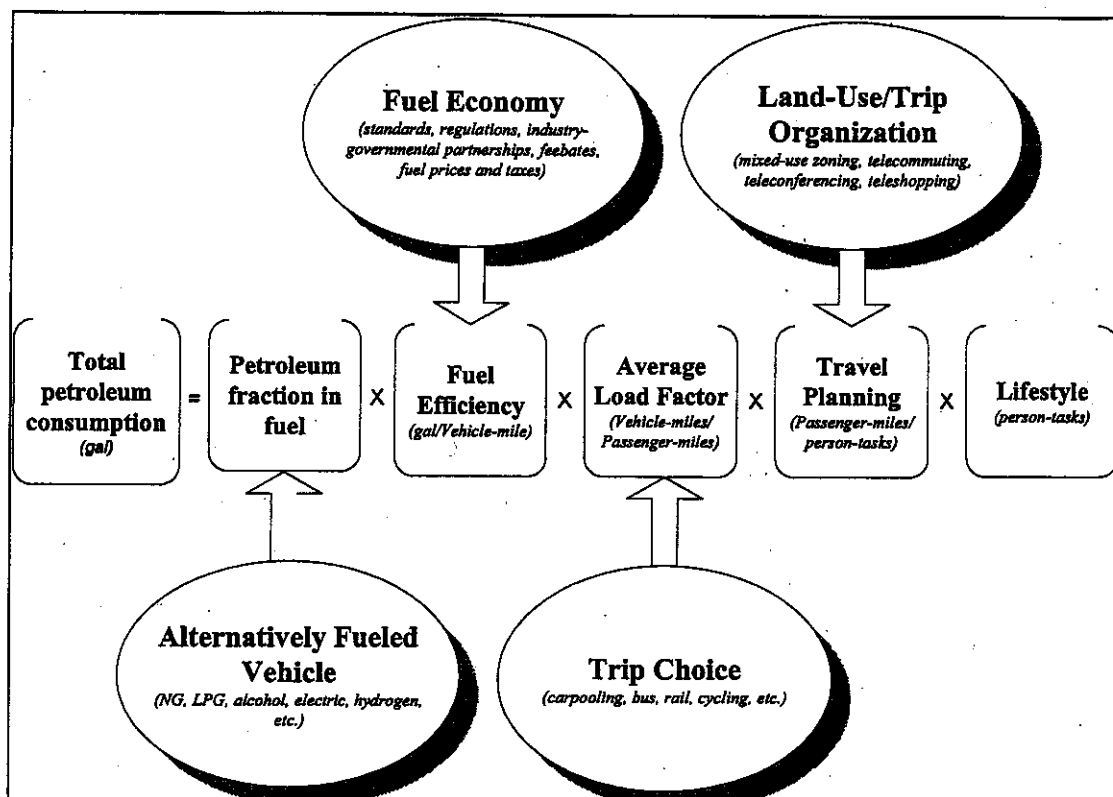 Fuel Economy
(standards, regulations, industry-
governmental partnerships, feebates,
fuel prices and taxes)
Land-Use/Trip
Organization
(mixed-use zoning, telecommuting,
teleconferencing, teleshopping)
Total
petroleum
consumption
(gal)
=
Petroleum
fraction in
fuel
X
Fuel
Efficiency
(gal/Vehicle-mile)
X
Average
Load Factor
(Vehicle-miles/
Passenger-miles)
X
Travel
Planning
(Passenger-miles/
person-tasks)
X
Lifestyle
(person-tasks)
Alternatively Fueled
Vehicle
(NG, LPG, alcohol, electric, hydrogen,
etc.)
Trip Choice
(carpooling, bus, rail, cycling, etc.)